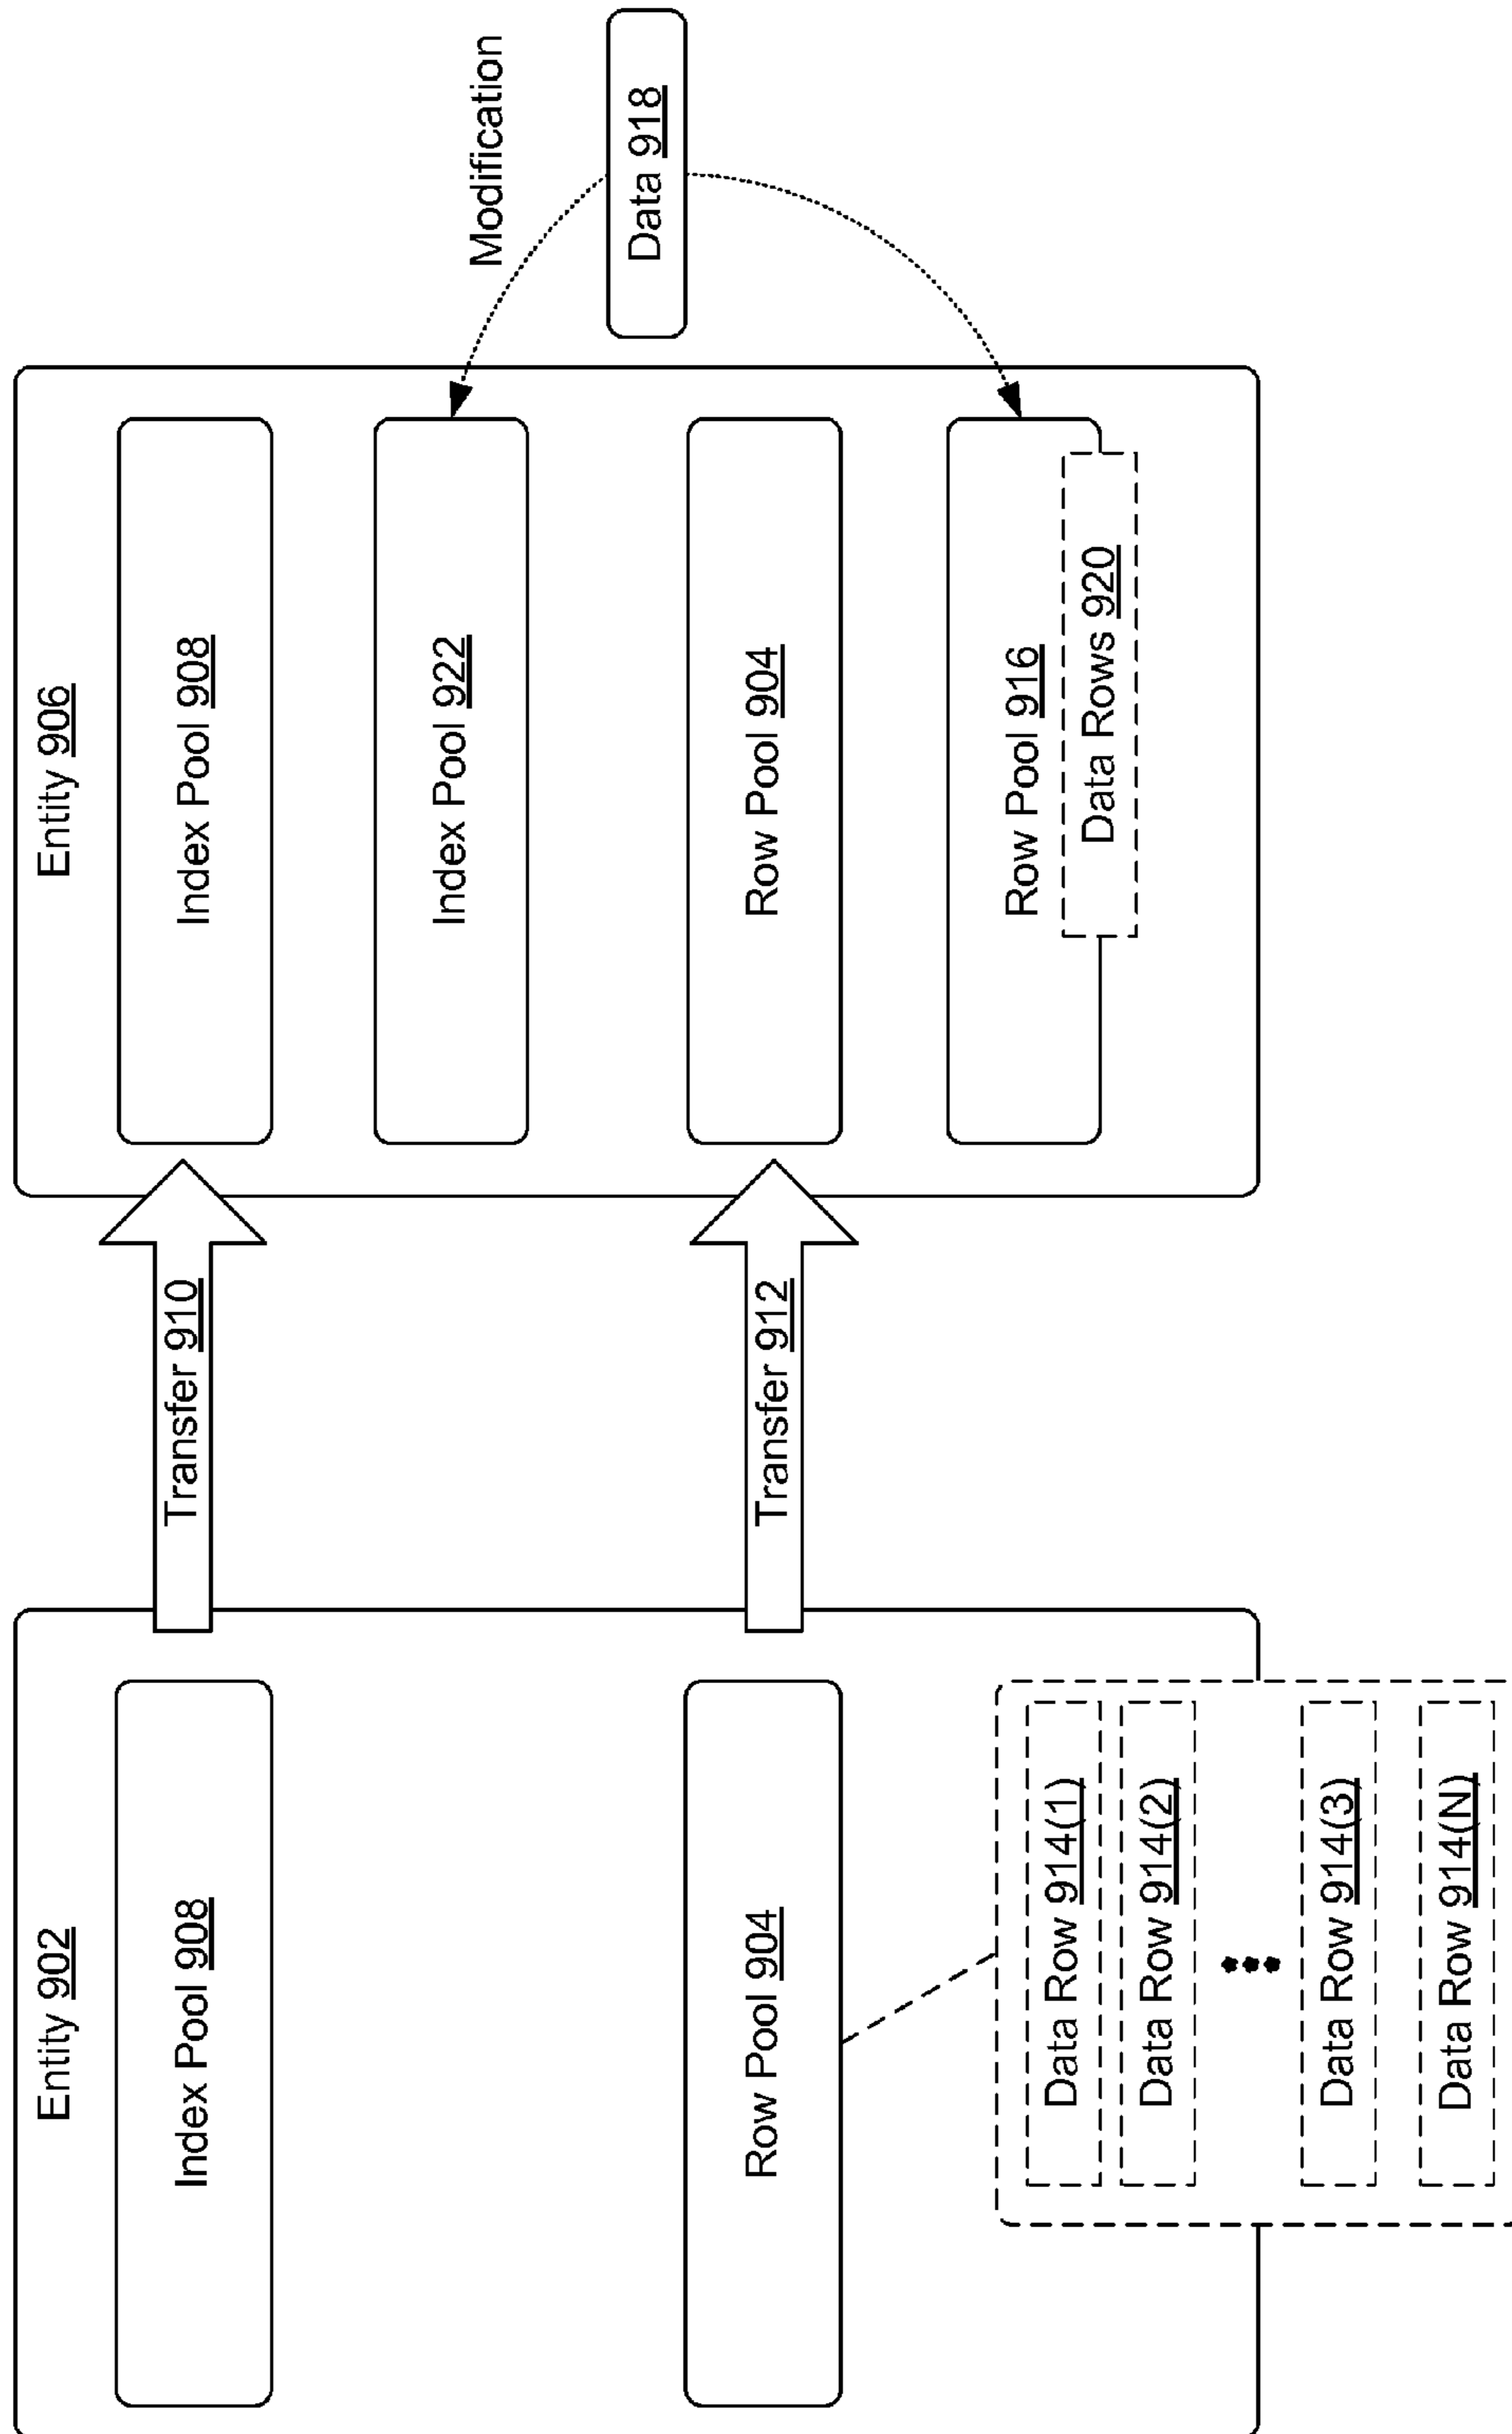 Entity 902
Index Pool 908
Row Pool 904
Data Row 914(1)
Data Row 914(2)
Data Row 914(3)
Data Row 914(N)
Transfer 910
Transfer 912
Entity 906
Index Pool 908
Index Pool 922
Row Pool 904
Row Pool 916
Data Rows 920
Modification
Data 918